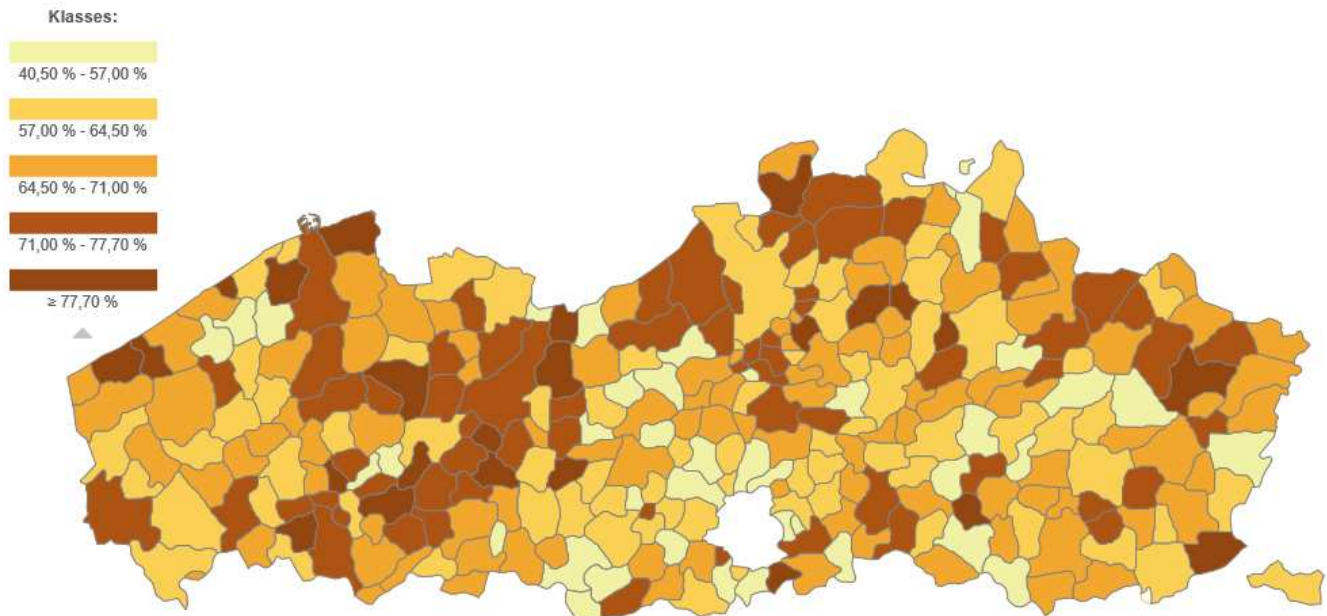 Klasses:
40,50 % - 57,00 %
57,00 % - 64,50 %
64,50 % - 71,00 %
71,00 % - 77,70 %
≥ 77,70 %